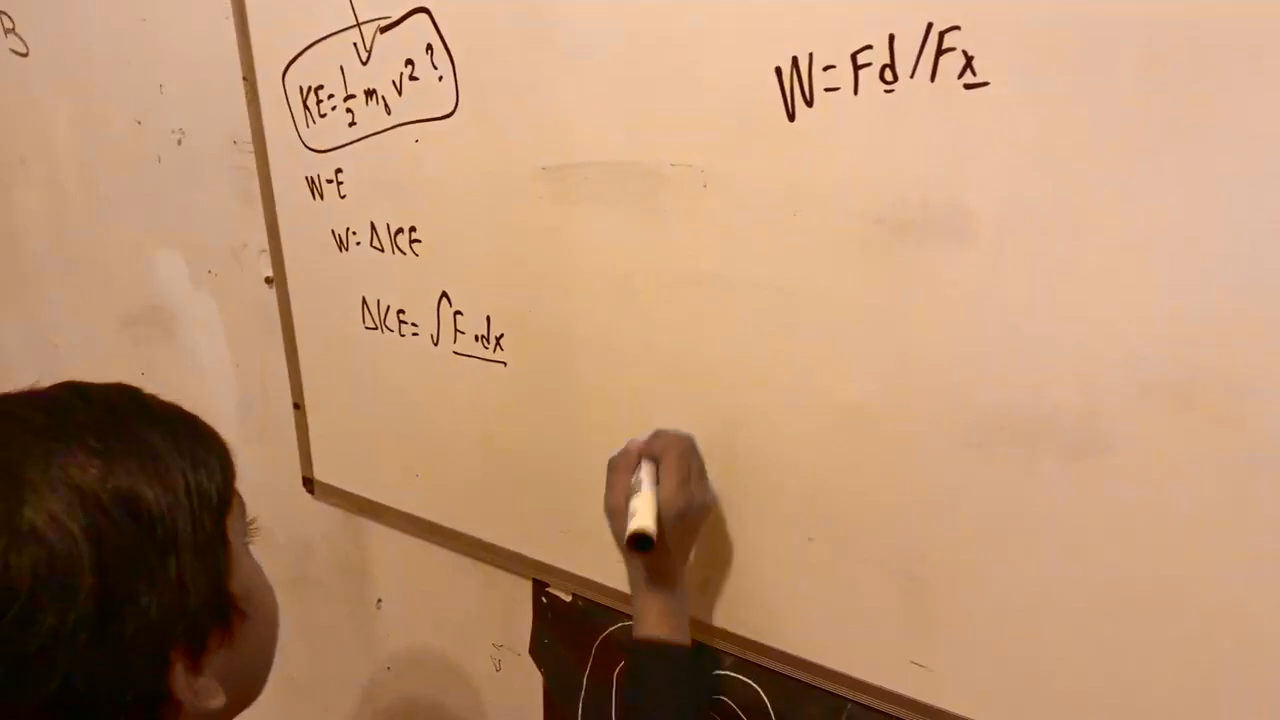 B
KE=½m₀v²?
W=Fd/Fx
W-E
W=ΔKE
ΔKE=∫F·dx